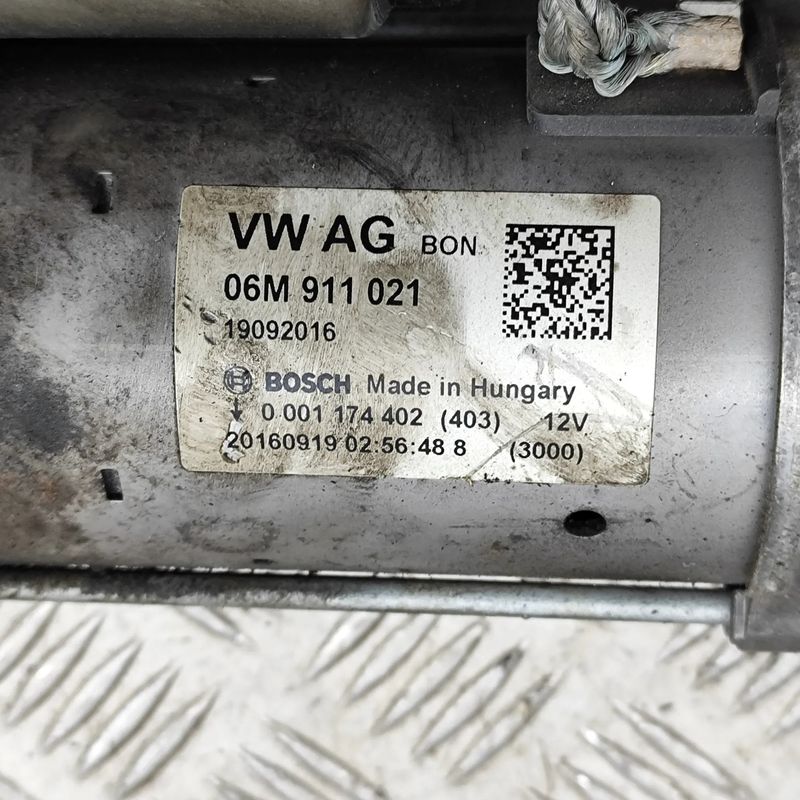 VW AG BON
06M 911 021
19092016
BOSCH Made in Hungary
0 001 174 402 (403) 12V
20160919 02:56:48 8 (3000)